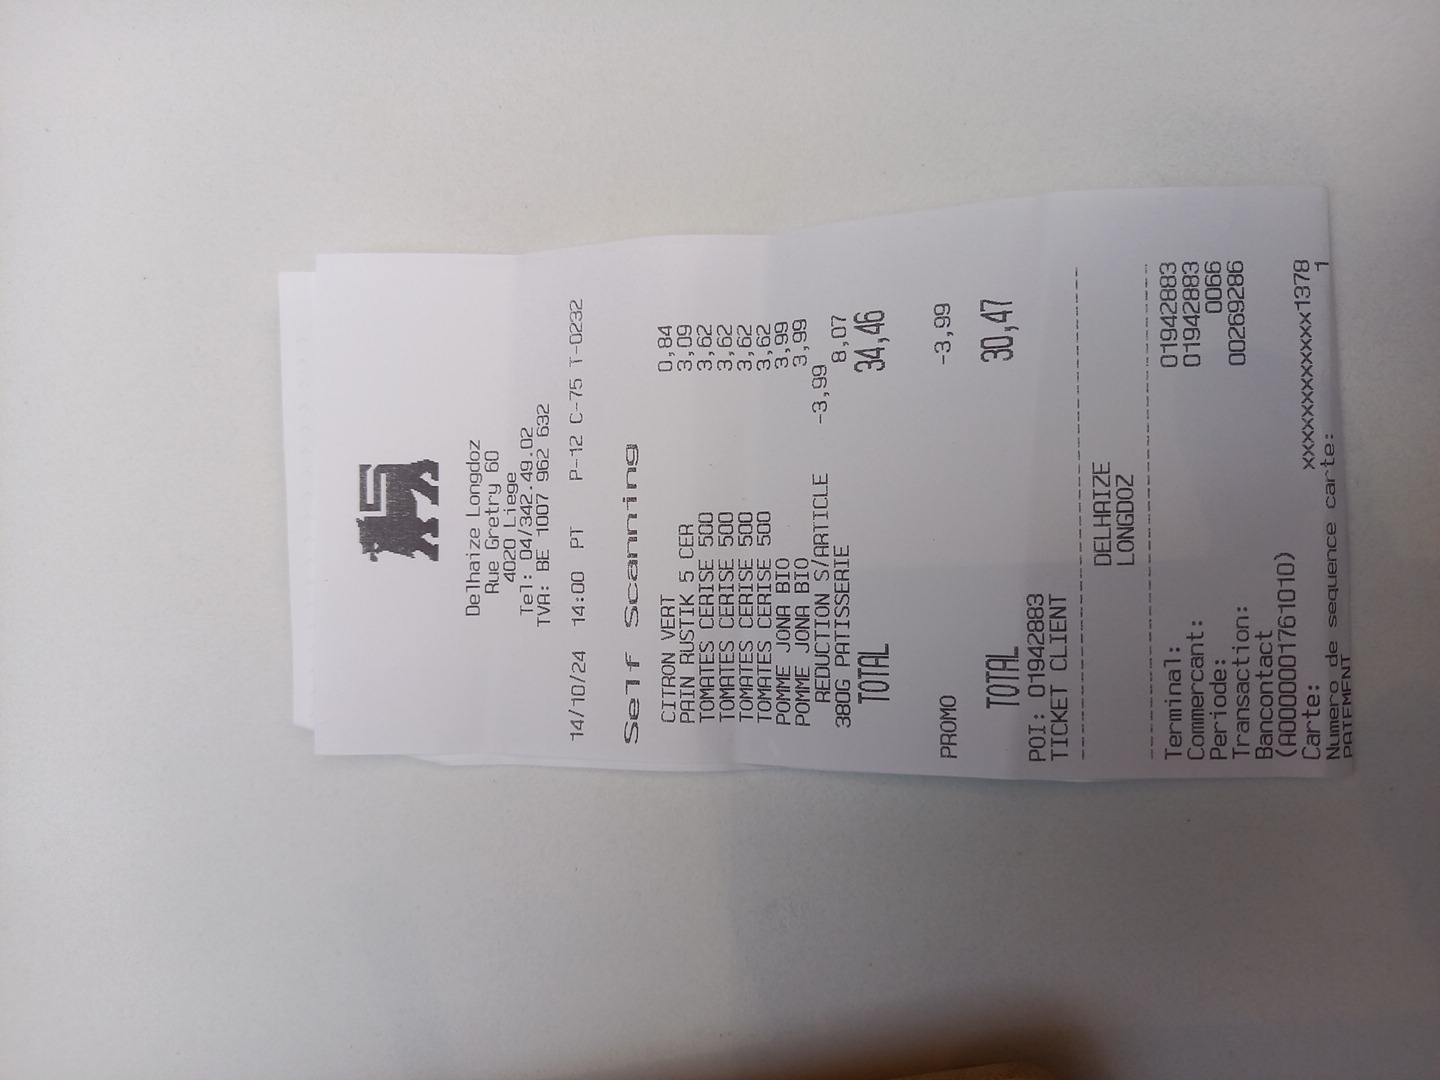 Delhaize Longdoz
Rue Gretry 60
4020 Liege
Tel: 04/342.49.02
TVA: BE 1007 962 632
14/10/24 14:00 PT P-12 C-75 T-0232
Self Scanning
CITRON VERT 0,84
PAIN RUSTIK 5 CER 3,09
TOMATES CERISE 500 3,62
TOMATES CERISE 500 3,62
TOMATES CERISE 500 3,62
TOMATES CERISE 500 3,62
POMME JONA BIO 3,99
POMME JONA BIO 3,99
REDUCTION S/ARTICLE -3,99
380G PATISSERIE 8,07
TOTAL 34,46
PROMO -3,99
TOTAL 30,47
POI: 01942883
TICKET CLIENT
DELHAIZE
LONGDOZ
Terminal: 01942883
Commercant: 01942883
Periode: 0066
Transaction: 00269286
Bancontact
(A0000001761010)
Carte: xxxxxxxxxxxxx1378
Numero de sequence carte: 1
PAIEMENT